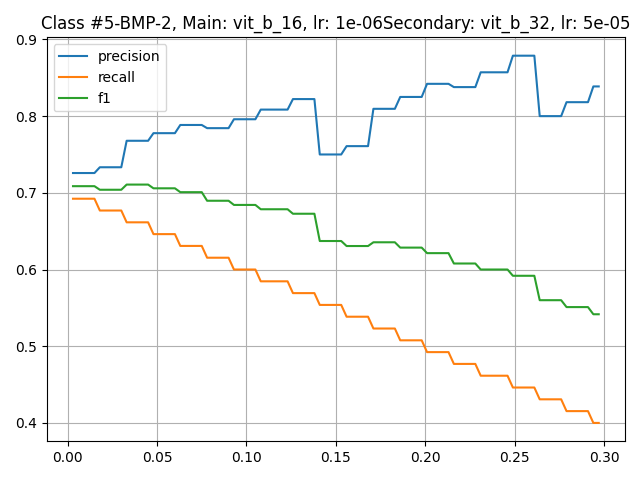 Class #5-BMP-2, Main: vit_b_16, lr: 1e-06Secondary: vit_b_32, lr: 5e-05
precision
recall
f1
0.9
0.8
0.7
0.6
0.5
0.4
0.00 0.05 0.10 0.15 0.20 0.25 0.30